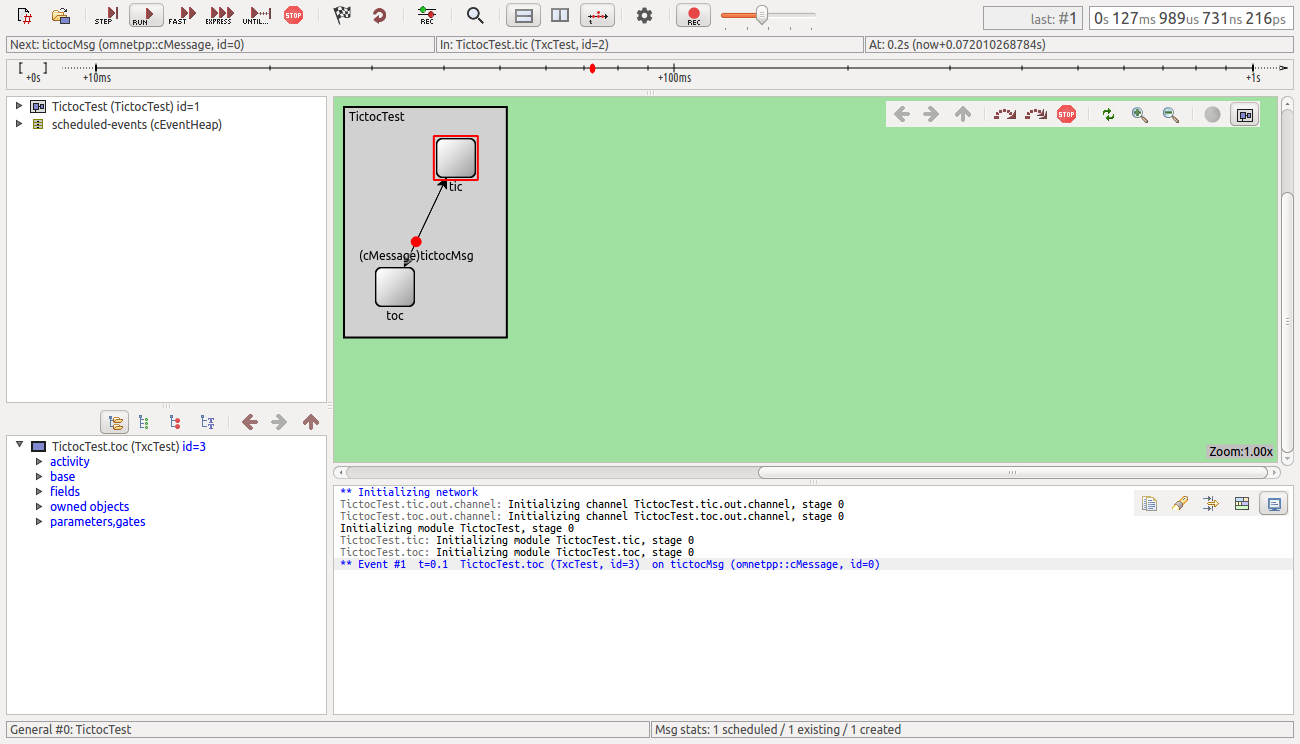 STEP RUN FAST EXPRESS UNTIL... STOP REC REC last: #1 0s 127ms 989us 731ns 216ps
Next: tictocMsg (omnetpp::cMessage, id=0) In: TictocTest.tic (TxcTest, id=2) At: 0.2s (now+0.072010268784s)
[ ]
+0s +10ms +100ms +1s
TictocTest (TictocTest) id=1
scheduled-events (cEventHeap)
TictocTest
STOP
tic
(cMessage)tictocMsg
toc
Zoom:1.00x
TictocTest.toc (TxcTest) id=3
activity
base
fields
owned objects
parameters,gates
** Initializing network
TictocTest.tic.out.channel: Initializing channel TictocTest.tic.out.channel, stage 0
TictocTest.toc.out.channel: Initializing channel TictocTest.toc.out.channel, stage 0
Initializing module TictocTest, stage 0
TictocTest.tic: Initializing module TictocTest.tic, stage 0
TictocTest.toc: Initializing module TictocTest.toc, stage 0
** Event #1 t=0.1 TictocTest.toc (TxcTest, id=3) on tictocMsg (omnetpp::cMessage, id=0)
General #0: TictocTest Msg stats: 1 scheduled / 1 existing / 1 created